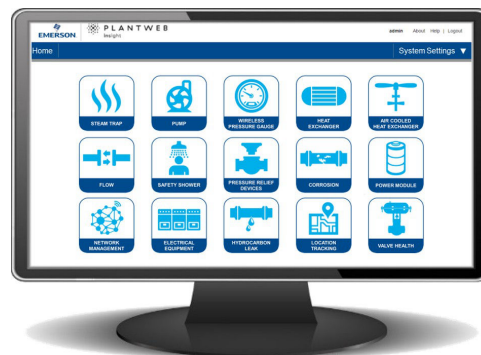 EMERSON
PLANTWEB
Insight
admin About Help | Logout
Home
System Settings ▼
STEAM TRAP
PUMP
WIRELESS
PRESSURE GAUGE
HEAT
EXCHANGER
AIR COOLED
HEAT EXCHANGER
FLOW
SAFETY SHOWER
PRESSURE RELIEF
DEVICES
CORROSION
POWER MODULE
NETWORK
MANAGEMENT
ELECTRICAL
EQUIPMENT
HYDROCARBON
LEAK
LOCATION
TRACKING
VALVE HEALTH